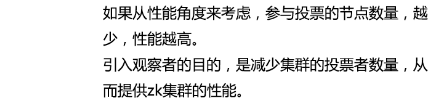 如果从性能角度来考虑，参与投票的节点数量，越
少，性能越高。
引入观察者的目的，是减少集群的投票者数量，从
而提供zk集群的性能。